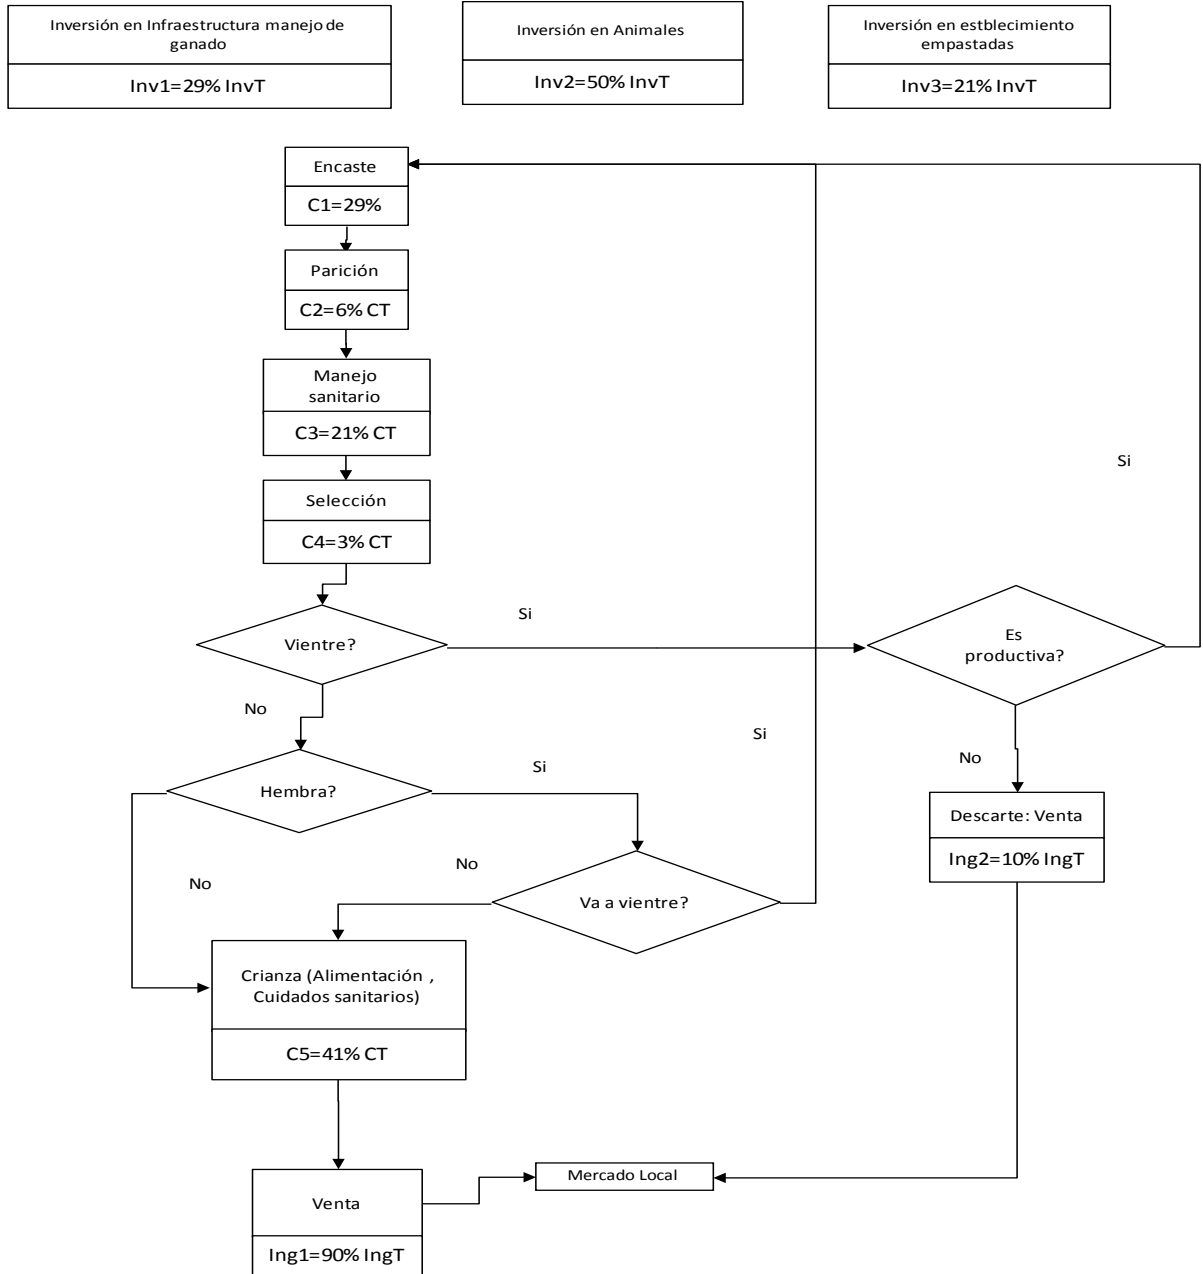 Inversión en Infraestructura manejo de
ganado
Inv1=29% InvT
Inversión en Animales
Inv2=50% InvT
Inversión en estblecimiento
empastadas
Inv3=21% InvT
Encaste
C1=29%
Parición
C2=6% CT
Manejo
sanitario
C3=21% CT
Si
Selección
C4=3% CT
Si
Vientre?
Es
productiva?
No
Si
Hembra?
Si
No
Descarte: Venta
Ing2=10% IngT
No
No
Va a vientre?
Crianza (Alimentación ,
Cuidados sanitarios)
C5=41% CT
Venta
Ing1=90% IngT
Mercado Local